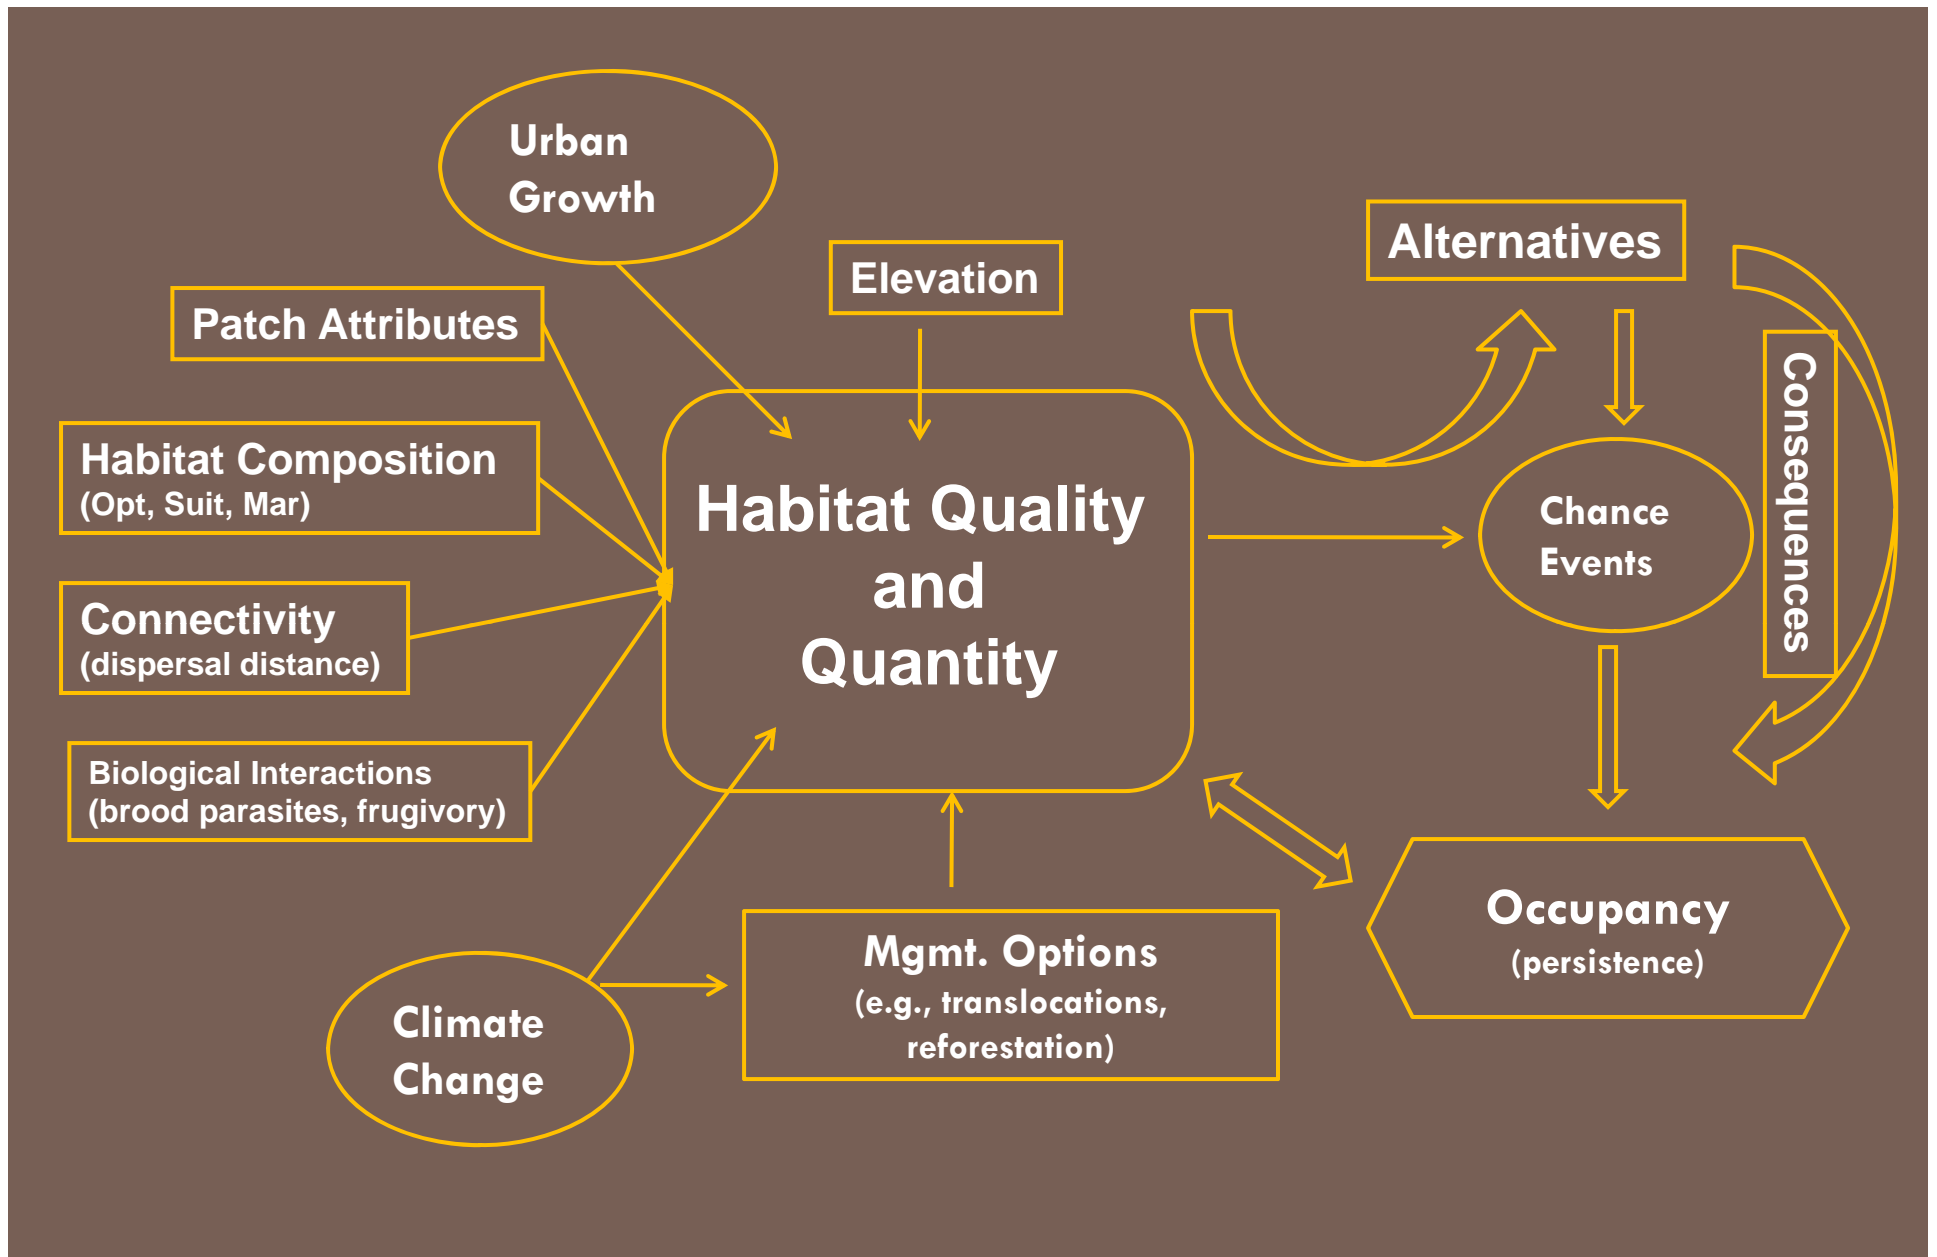 Urban
Growth
Elevation
Alternatives
Patch Attributes
Habitat Composition
(Opt, Suit, Mar)
Connectivity
(dispersal distance)
Biological Interactions
(brood parasites, frugivory)
Habitat Quality
and
Quantity
Chance
Events
Consequences
Climate
Change
Mgmt. Options
(e.g., translocations,
reforestation)
Occupancy
(persistence)